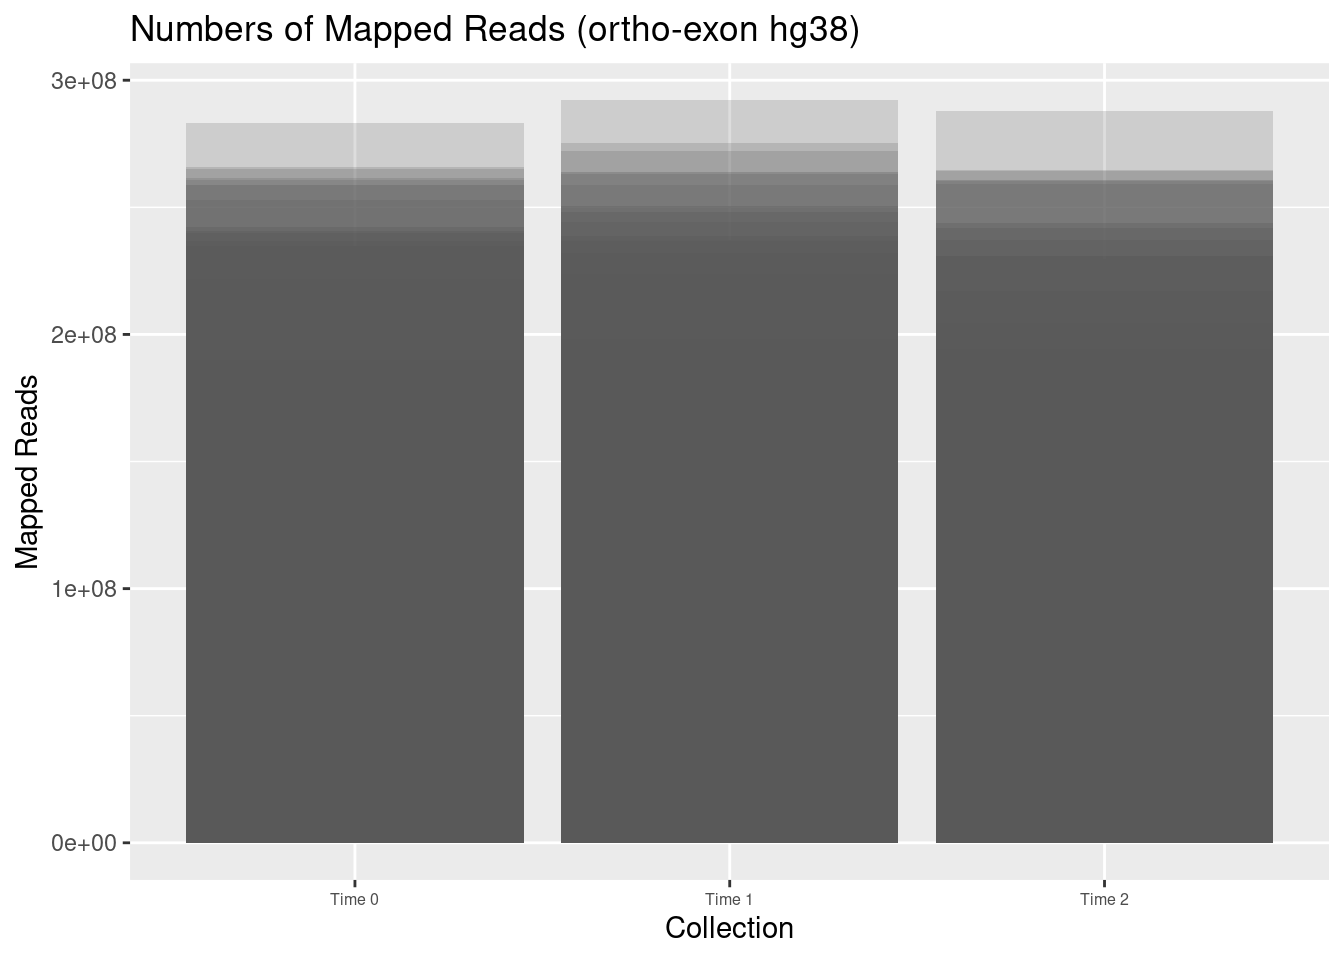 Numbers of Mapped Reads (ortho-exon hg38)
3e+08
2e+08
1e+08
0e+00
Mapped Reads
Time 0
Time 1
Time 2
Collection